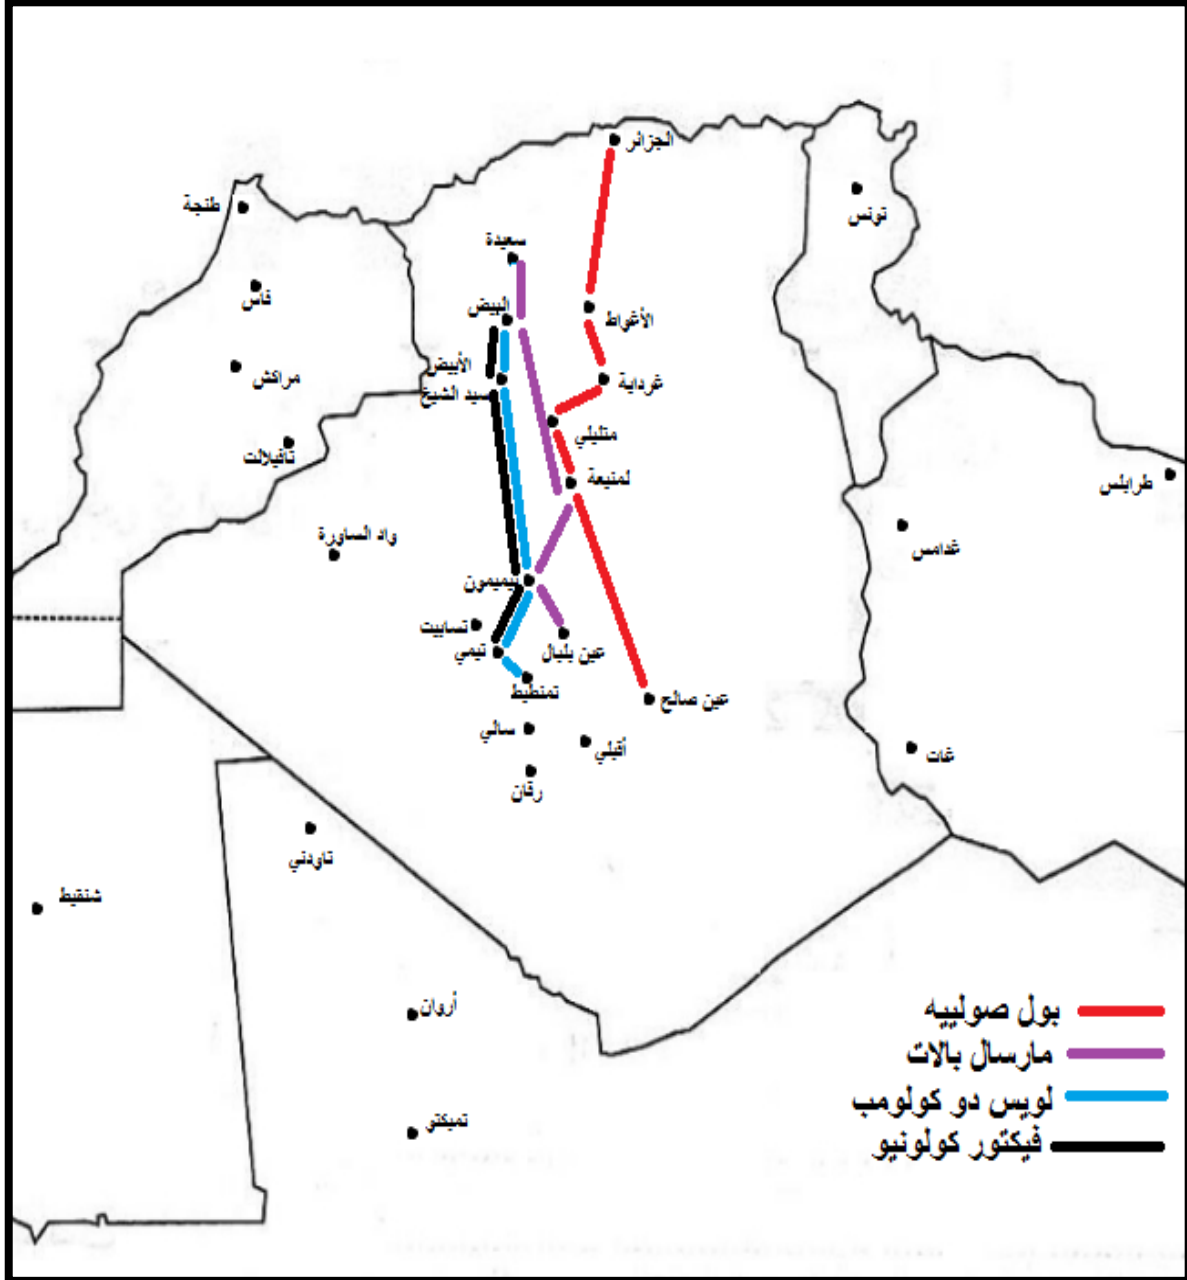 الجزائر
تونس
طنجة
سعيدة
فاس
البيض
الأغواط
الأبيض
سيد الشيخ
مراكش
غرداية
متليلي
تافيلالت
لمنيعة
طرابلس
واد الساورة
غدامس
تيميمون
تسابيت
تيمي
عين بلبال
تمنطيط
عين صالح
سالي
أقبلي
غات
رقان
تاودني
شنقيط
أروان
تمبكتو
بول صولييه
مارسال بالات
لويس دو كولومب
فيكتور كولونيو